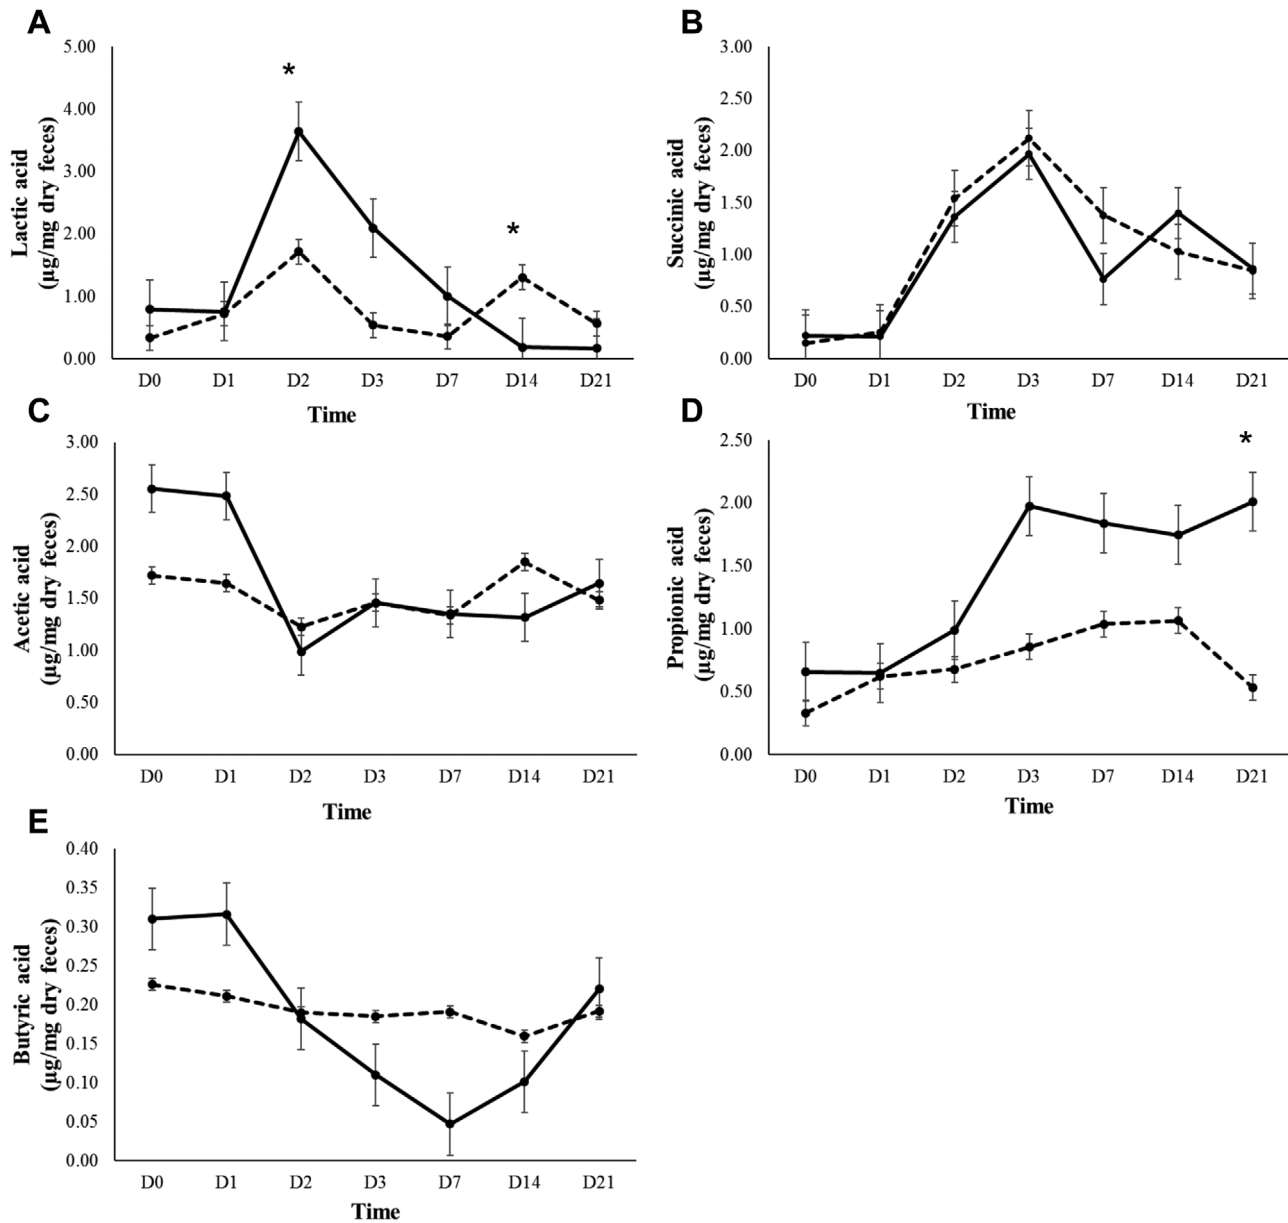 A
Lactic acid
(µg/mg dry feces)
5.00
4.00
3.00
2.00
1.00
0.00
*
*
D0 D1 D2 D3 D7 D14 D21
Time
B
Succinic acid
(µg/mg dry feces)
3.00
2.50
2.00
1.50
1.00
0.50
0.00
D0 D1 D2 D3 D7 D14 D21
Time
C
Acetic acid
(µg/mg dry feces)
3.00
2.50
2.00
1.50
1.00
0.50
0.00
D0 D1 D2 D3 D7 D14 D21
Time
D
Propionic acid
(µg/mg dry feces)
2.50
2.00
1.50
1.00
0.50
0.00
*
D0 D1 D2 D3 D7 D14 D21
Time
E
Butyric acid
(µg/mg dry feces)
0.40
0.35
0.30
0.25
0.20
0.15
0.10
0.05
0.00
D0 D1 D2 D3 D7 D14 D21
Time